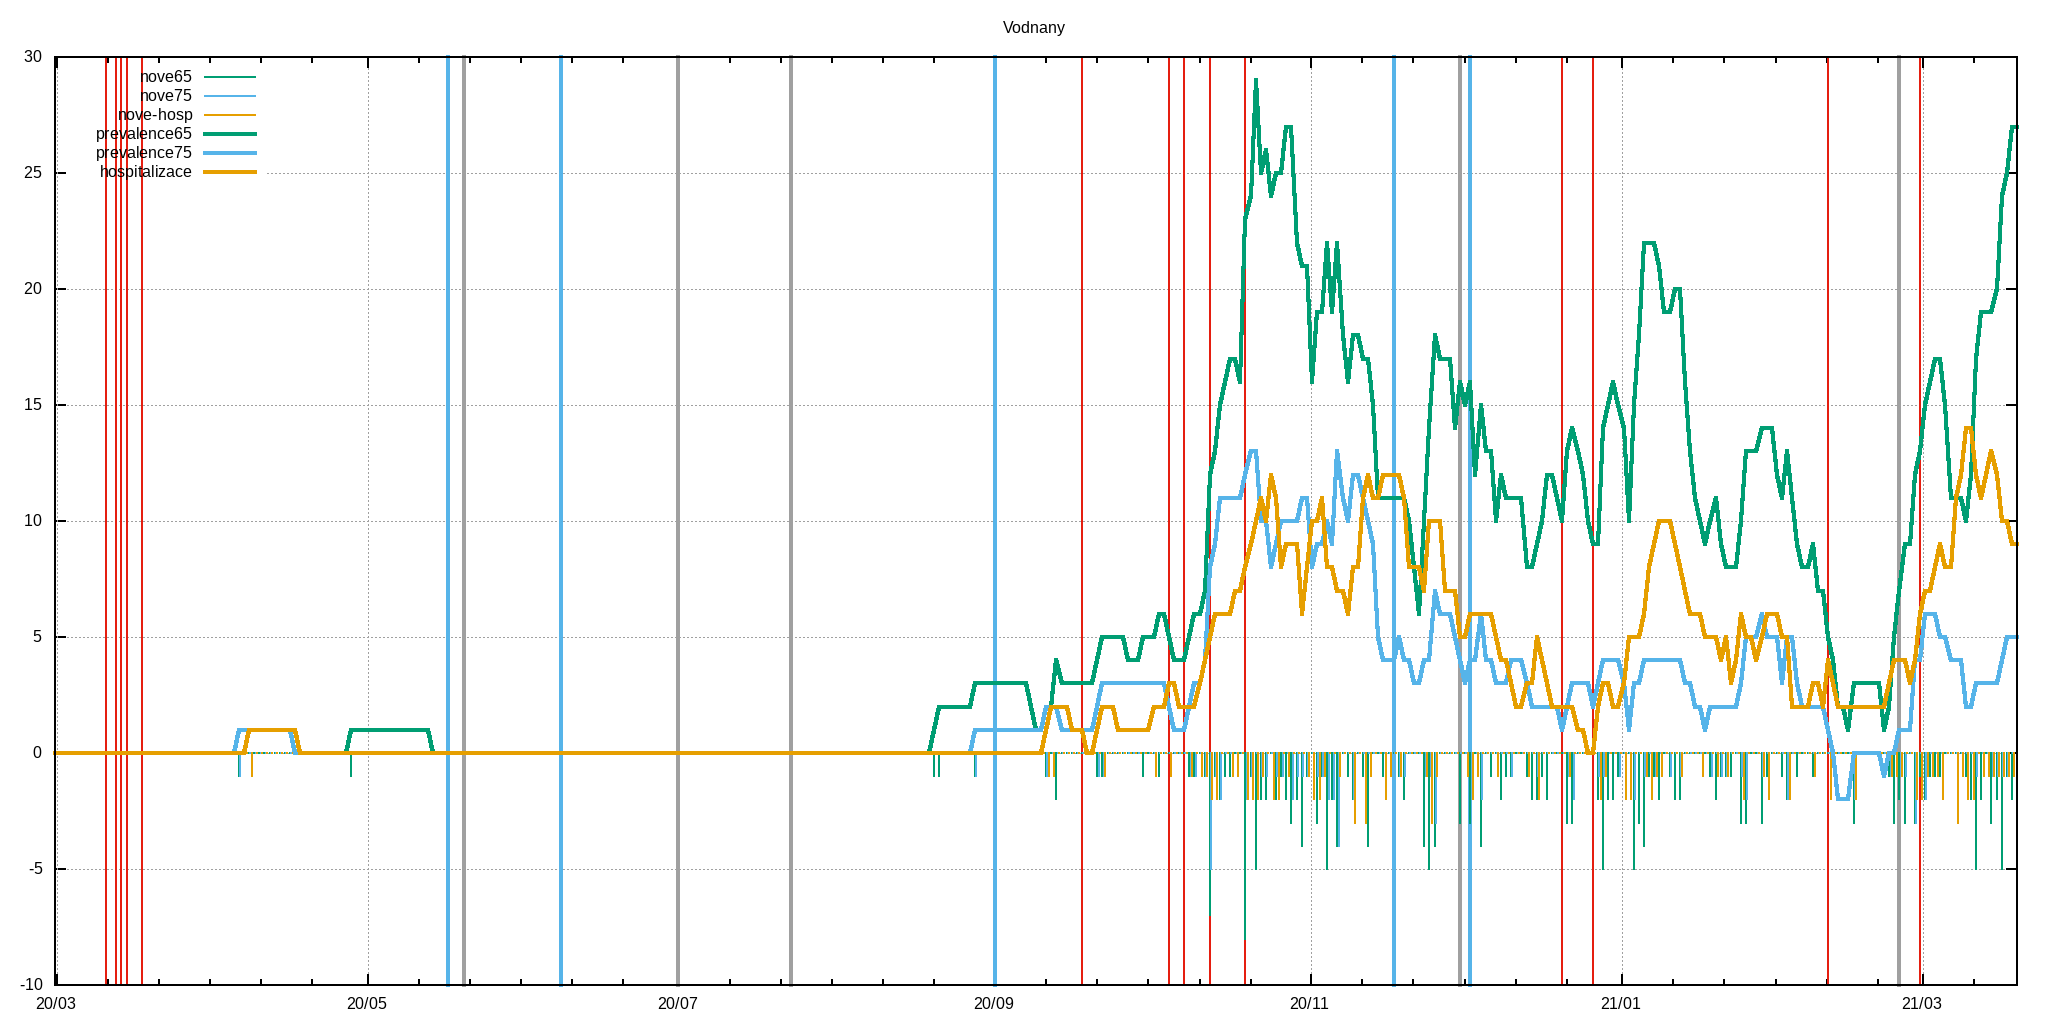 Vodnany
30
nove65
nove75
nove-hosp
prevalence65
prevalence75
hospitalizace
25
20
15
10
5
0
-5
-10
20/03 20/05 20/07 20/09 20/11 21/01 21/03